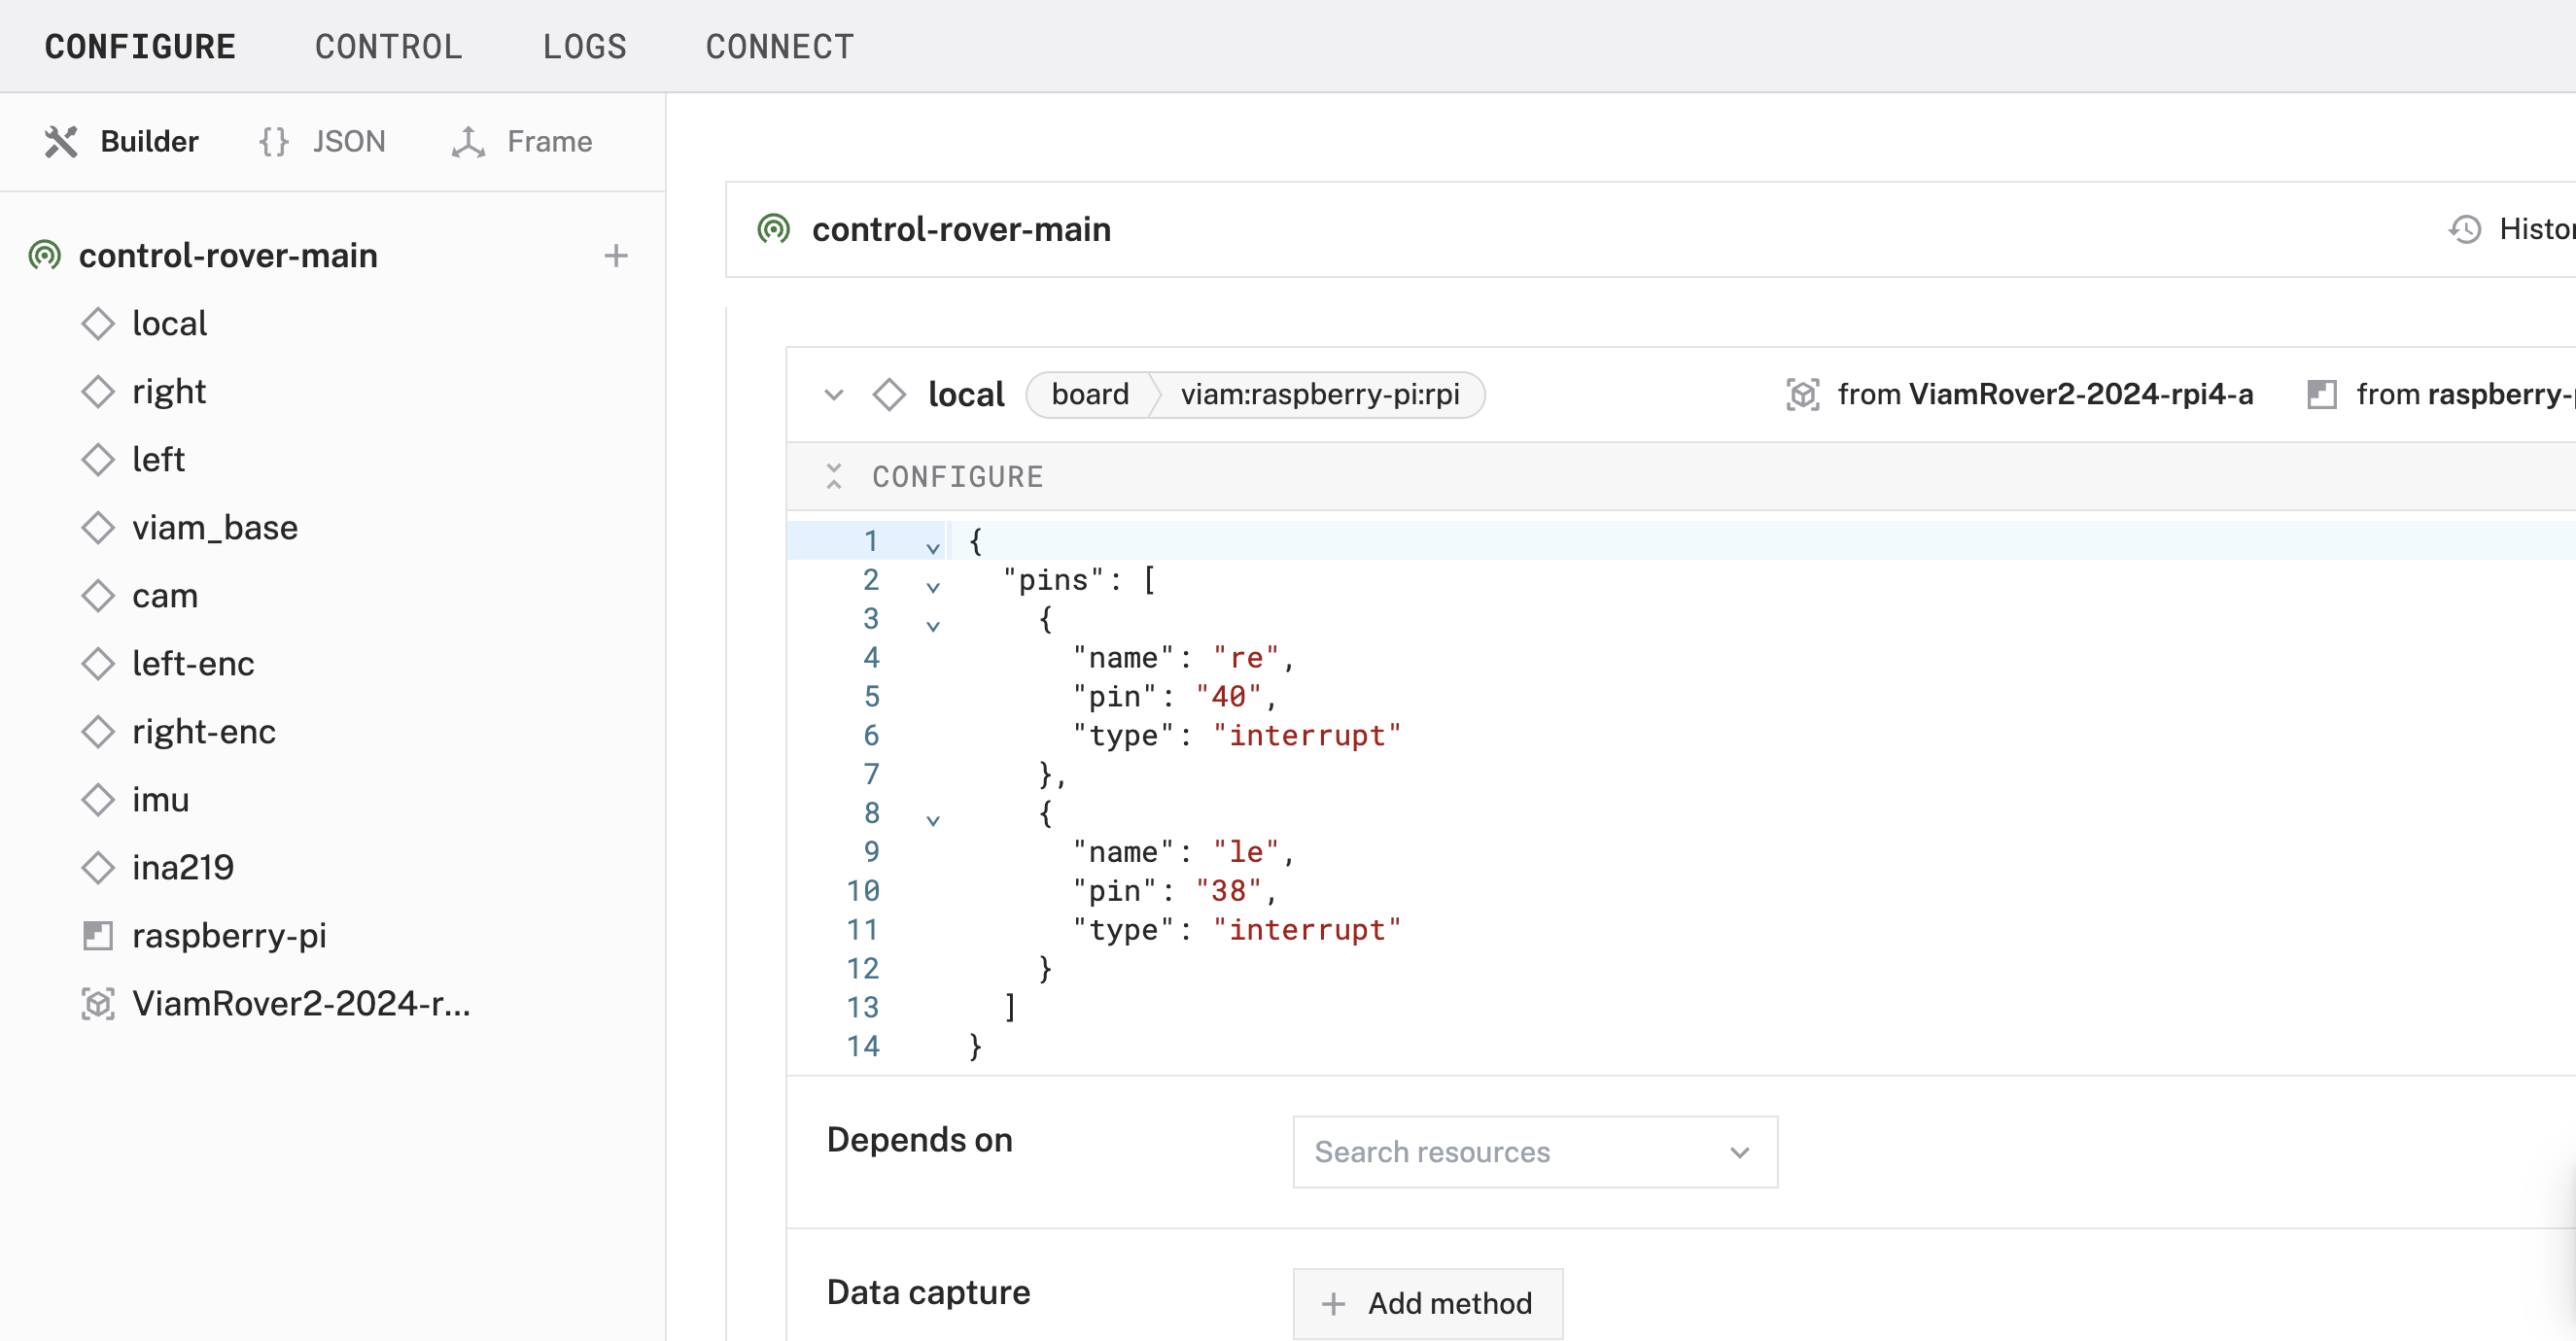 CONFIGURE CONTROL LOGS CONNECT
Builder {} JSON Frame
control-rover-main +
local
right
left
viam_base
cam
left-enc
right-enc
imu
ina219
raspberry-pi
ViamRover2-2024-r...
control-rover-main
local board viam:raspberry-pi:rpi from ViamRover2-2024-rpi4-a from raspberry-
CONFIGURE
1 {
2 "pins": [
3 {
4 "name": "re",
5 "pin": "40",
6 "type": "interrupt"
7 },
8 {
9 "name": "le",
10 "pin": "38",
11 "type": "interrupt"
12 }
13 ]
14 }
Depends on Search resources
Data capture + Add method